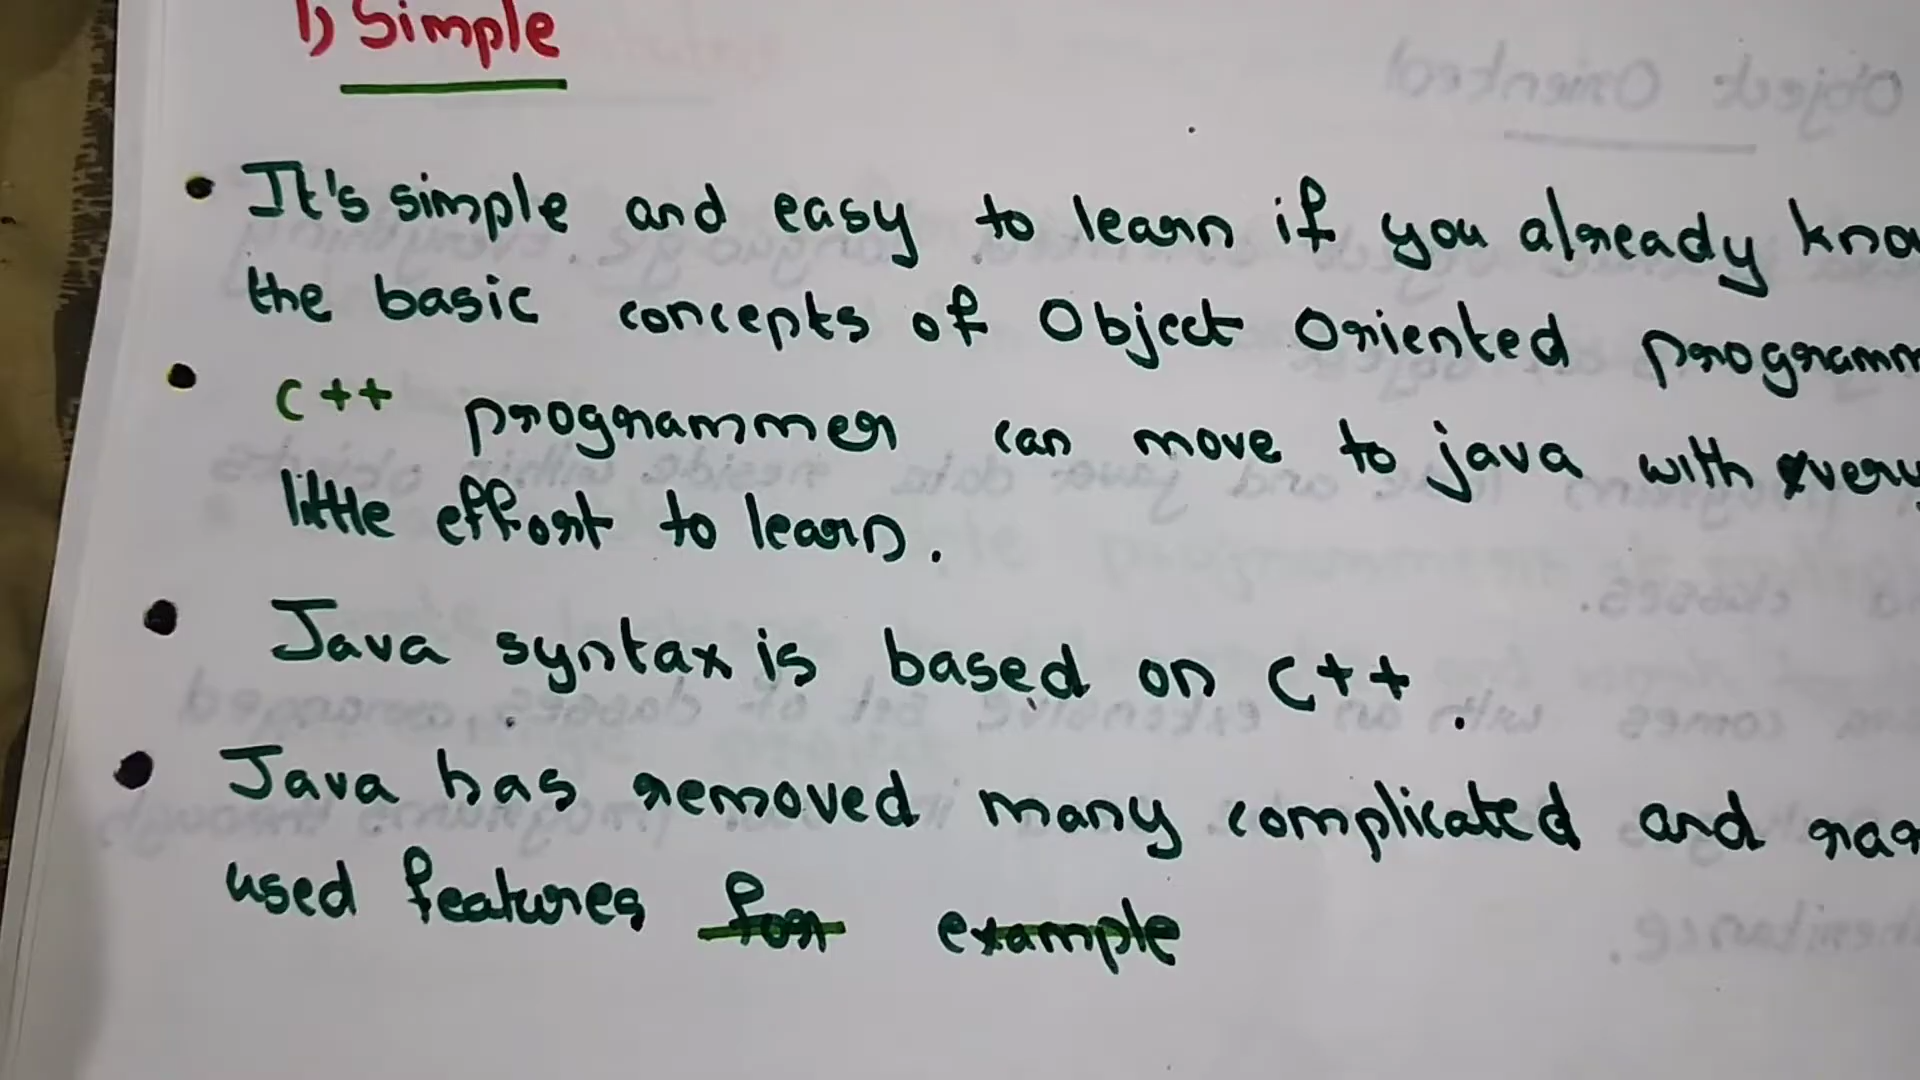 1) Simple
• It's simple and easy to learn if you already kno
the basic concepts of Object Oriented programm
• C++ programmer can move to java with very
little effort to learn.
• Java syntax is based on C++.
• Java has removed many complicated and rar
used features for example